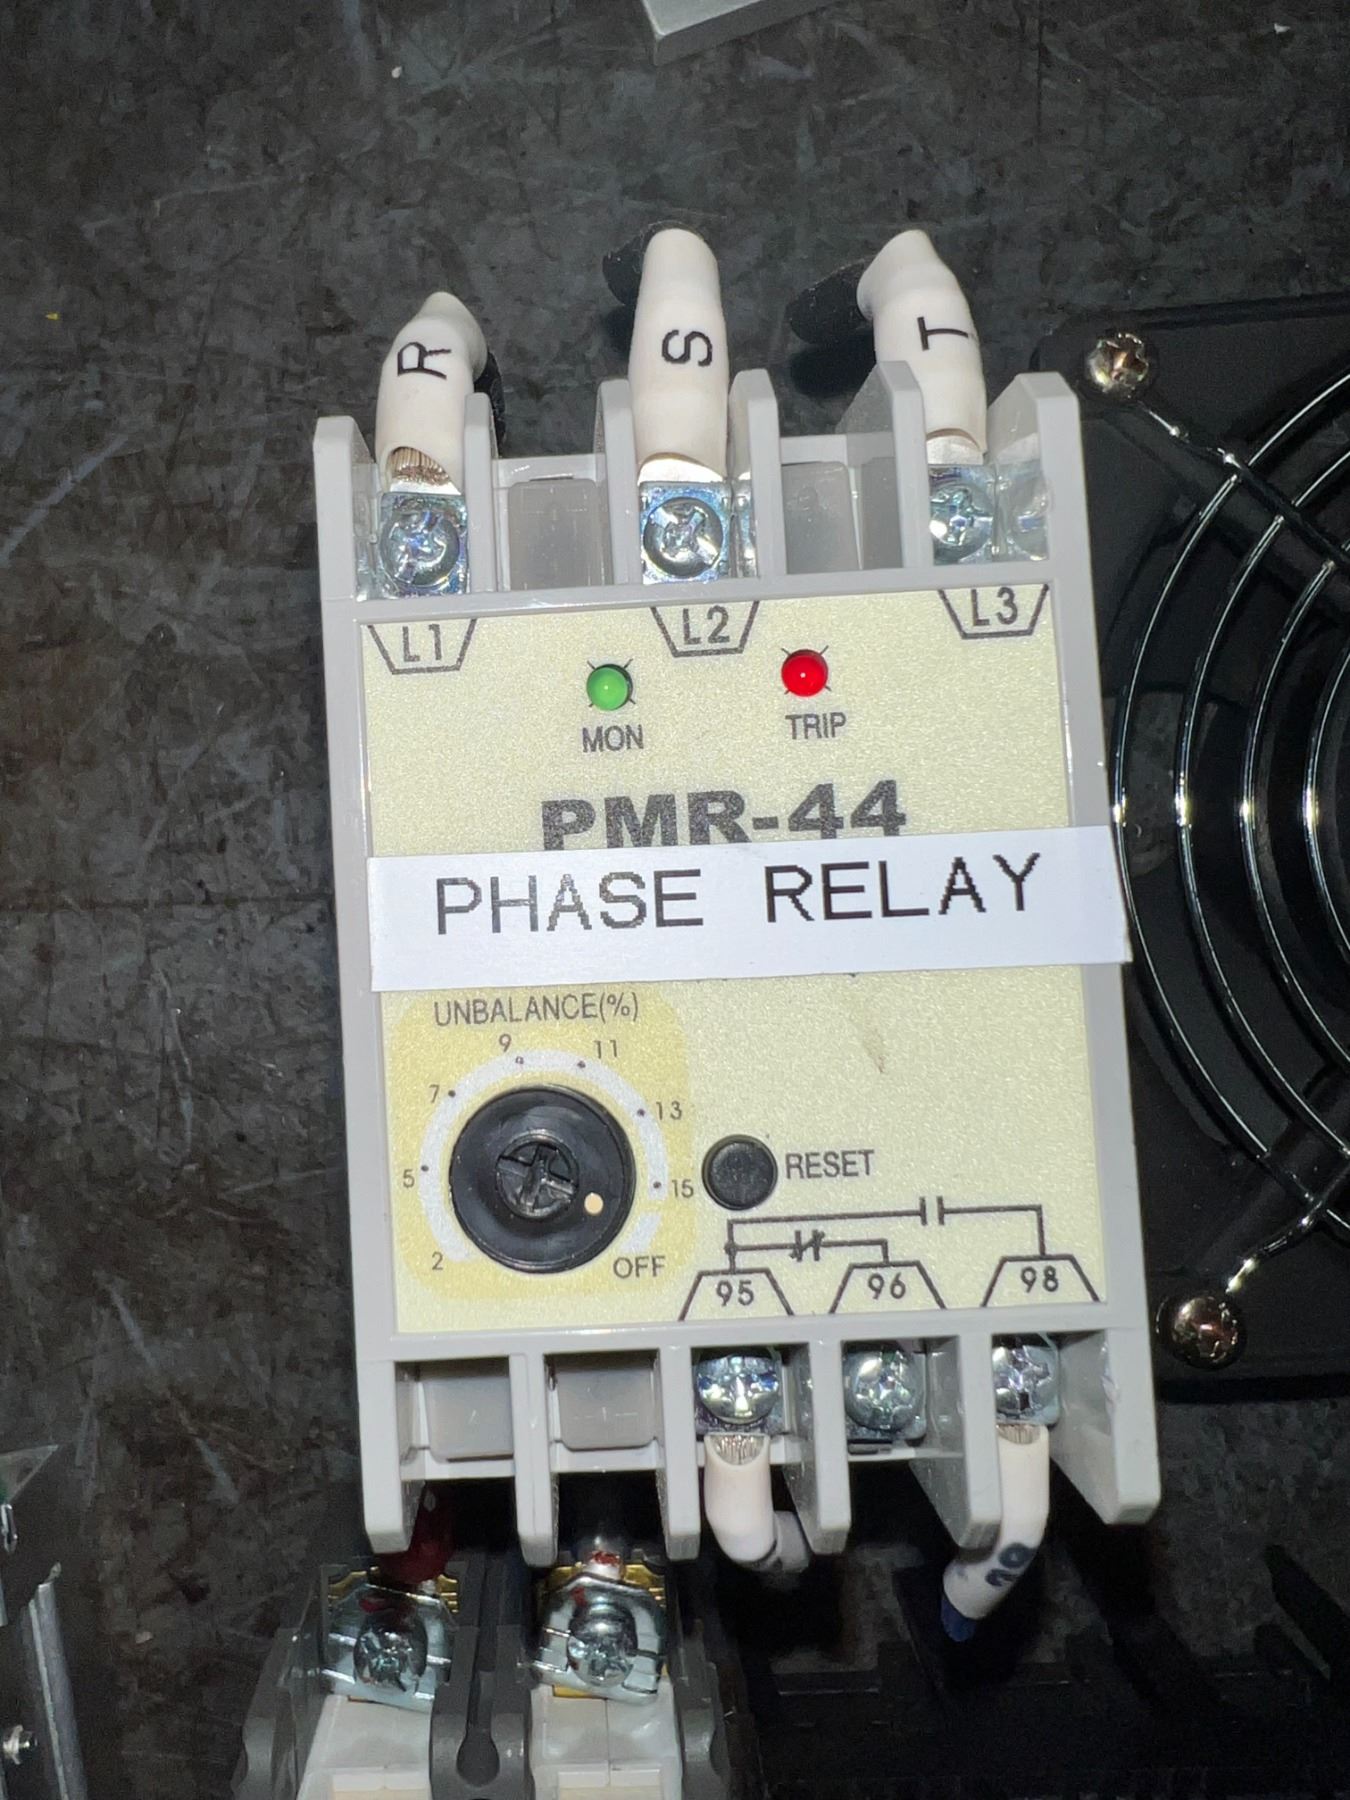 R
S
T
L1
L2
L3
MON
TRIP
PMR-44
PHASE RELAY
UNBALANCE(%)
9
11
7
13
5
15
RESET
2
OFF
95
96
98